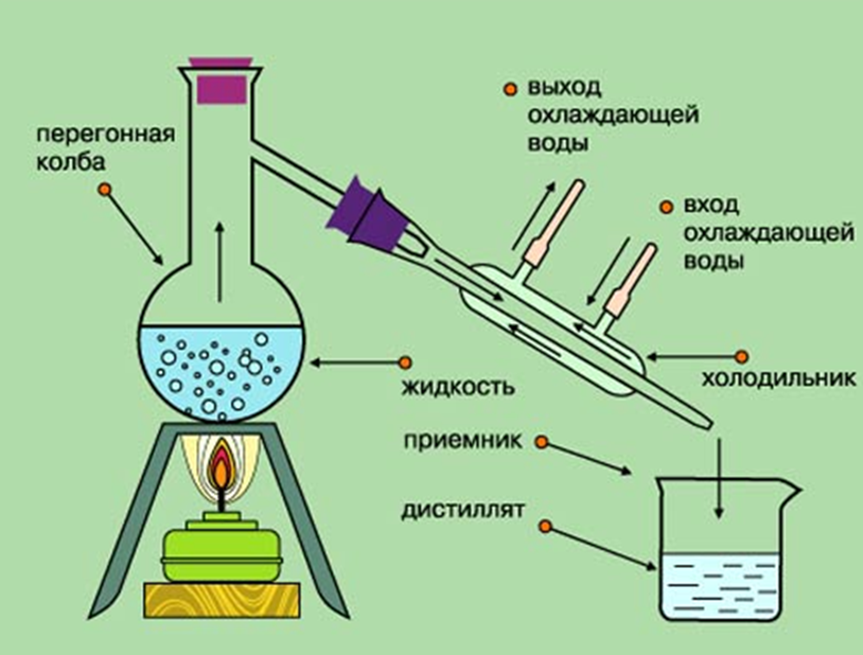 выход
охлаждающей
воды
перегонная
колба
вход
охлаждающей
воды
жидкость
холодильник
приемник
дистиллят